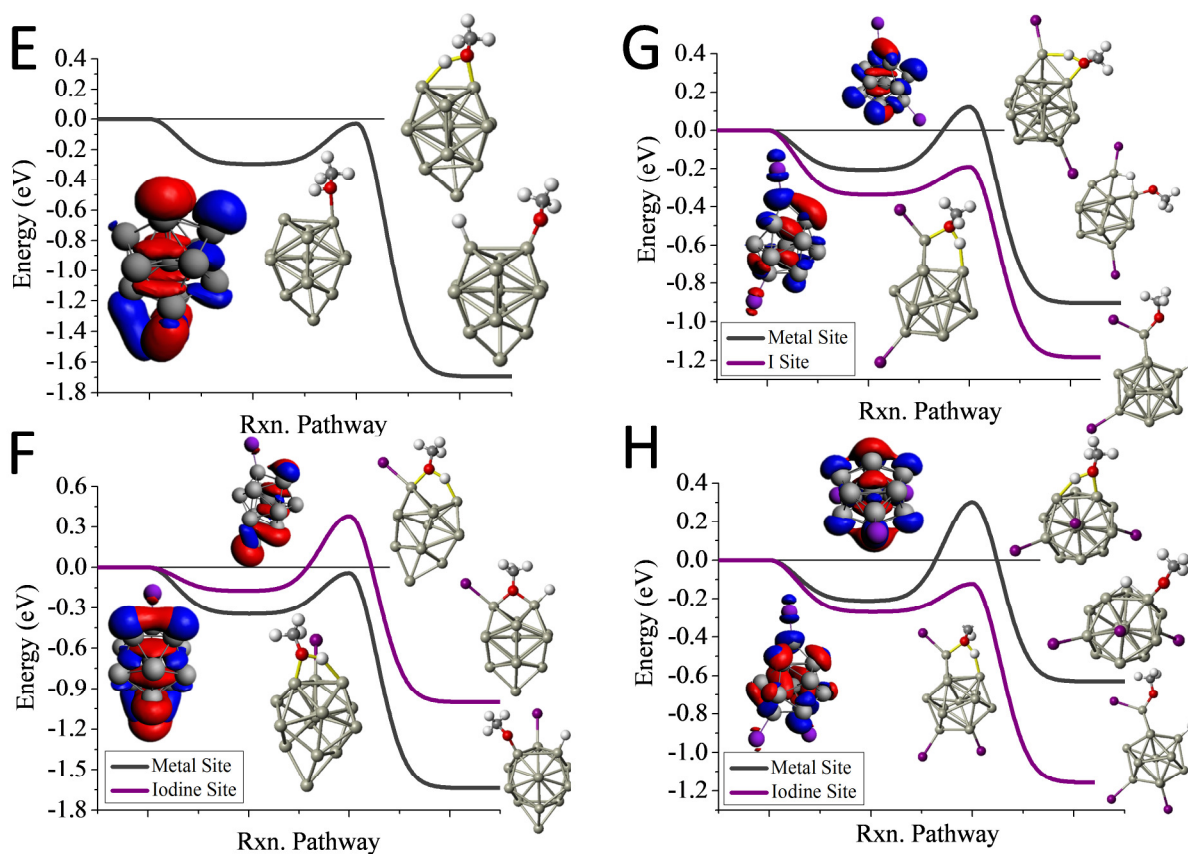 E
0.4
0.2
0.0
-0.2
-0.4
-0.6
-0.8
-1.0
-1.2
-1.4
-1.6
-1.8
Energy (eV)
Rxn. Pathway
G
0.4
0.2
0.0
-0.2
-0.4
-0.6
-0.8
-1.0
-1.2
Energy (eV)
Metal Site
I Site
Rxn. Pathway
F
0.6
0.3
0.0
-0.3
-0.6
-0.9
-1.2
-1.5
-1.8
Energy (eV)
Metal Site
Iodine Site
Rxn. Pathway
H
0.4
0.2
0.0
-0.2
-0.4
-0.6
-0.8
-1.0
-1.2
Energy (eV)
Metal Site
Iodine Site
Rxn. Pathway